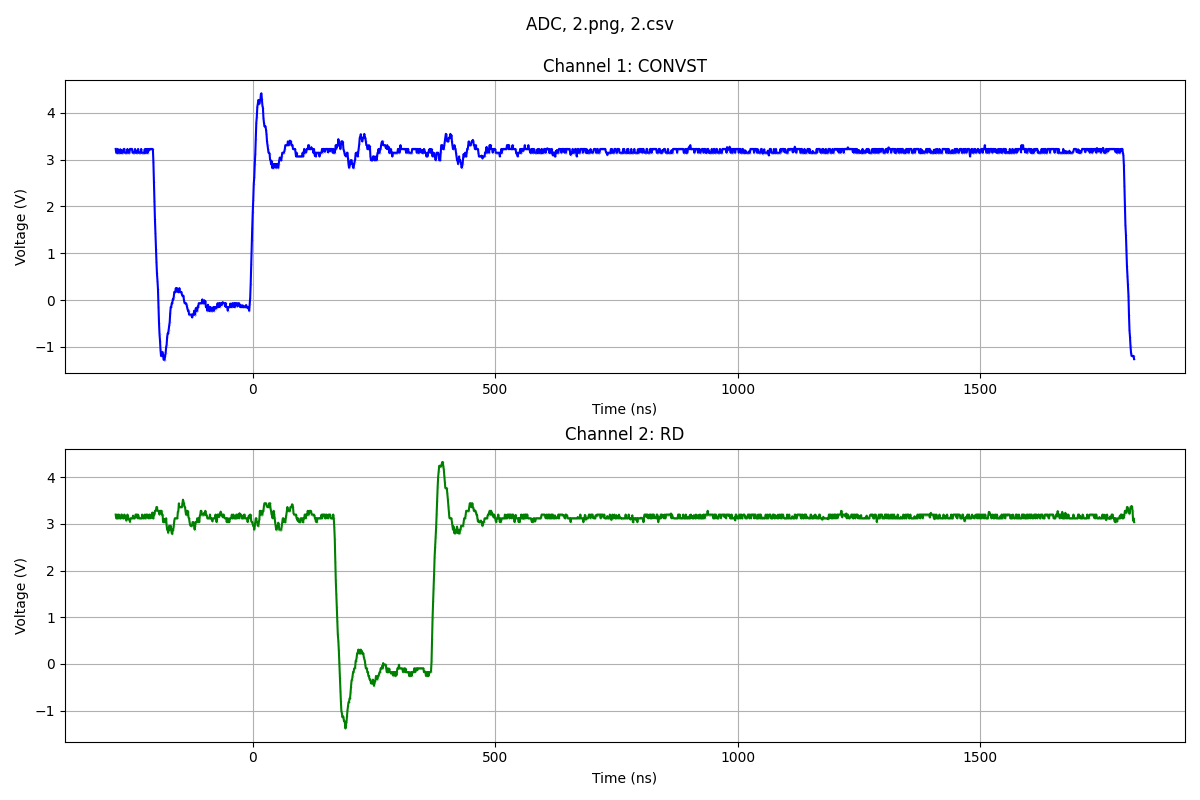 ADC, 2.png, 2.csv
Channel 1: CONVST
Voltage (V)
4
3
2
1
0
−1
0 500 1000 1500
Time (ns)
Channel 2: RD
Voltage (V)
4
3
2
1
0
−1
0 500 1000 1500
Time (ns)